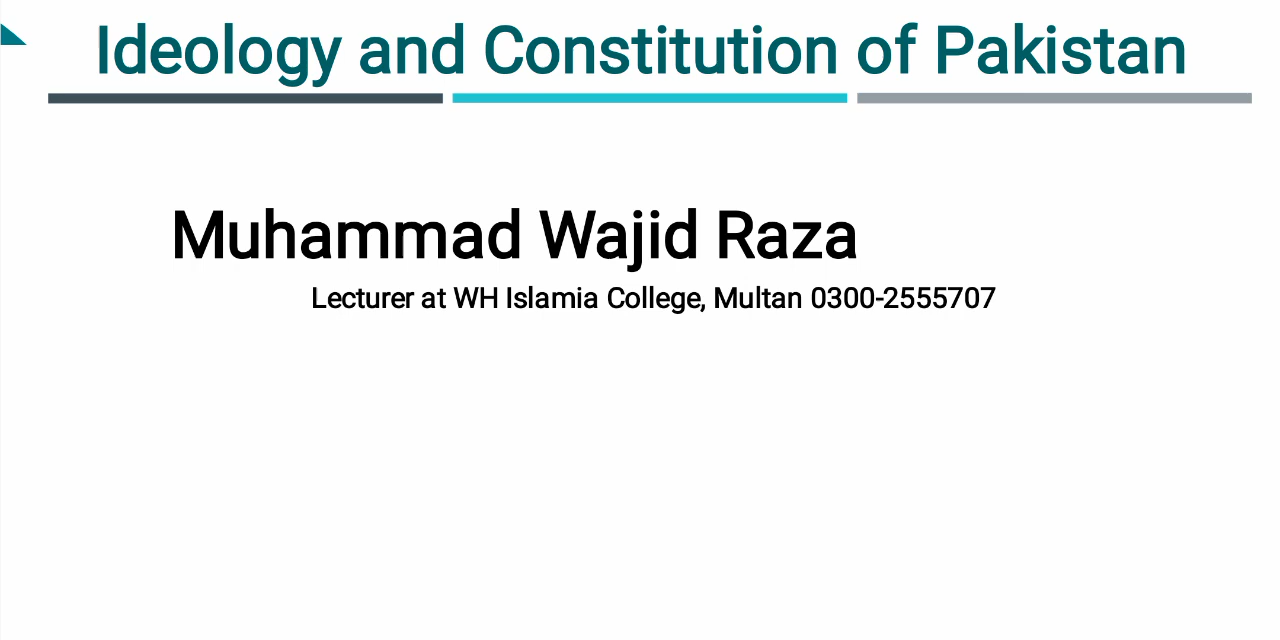 Ideology and Constitution of Pakistan
Muhammad Wajid Raza
Lecturer at WH Islamia College, Multan 0300-2555707